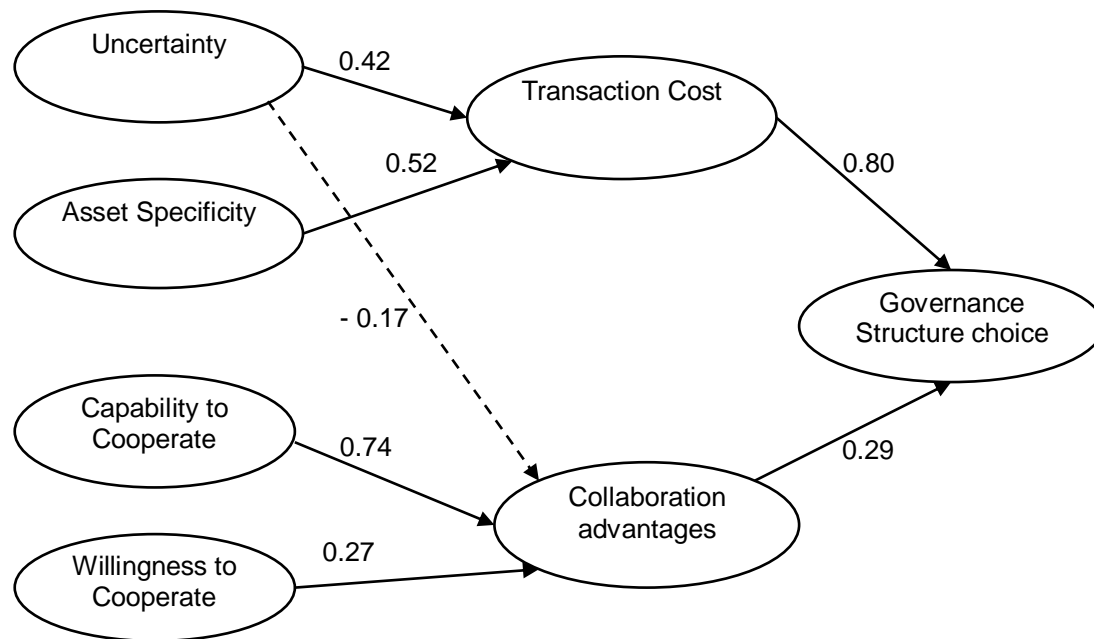 Uncertainty
0.42
Transaction Cost
0.52
0.80
Asset Specificity
- 0.17
Governance
Structure choice
Capability to
Cooperate
0.74
0.29
Collaboration
advantages
Willingness to
Cooperate
0.27